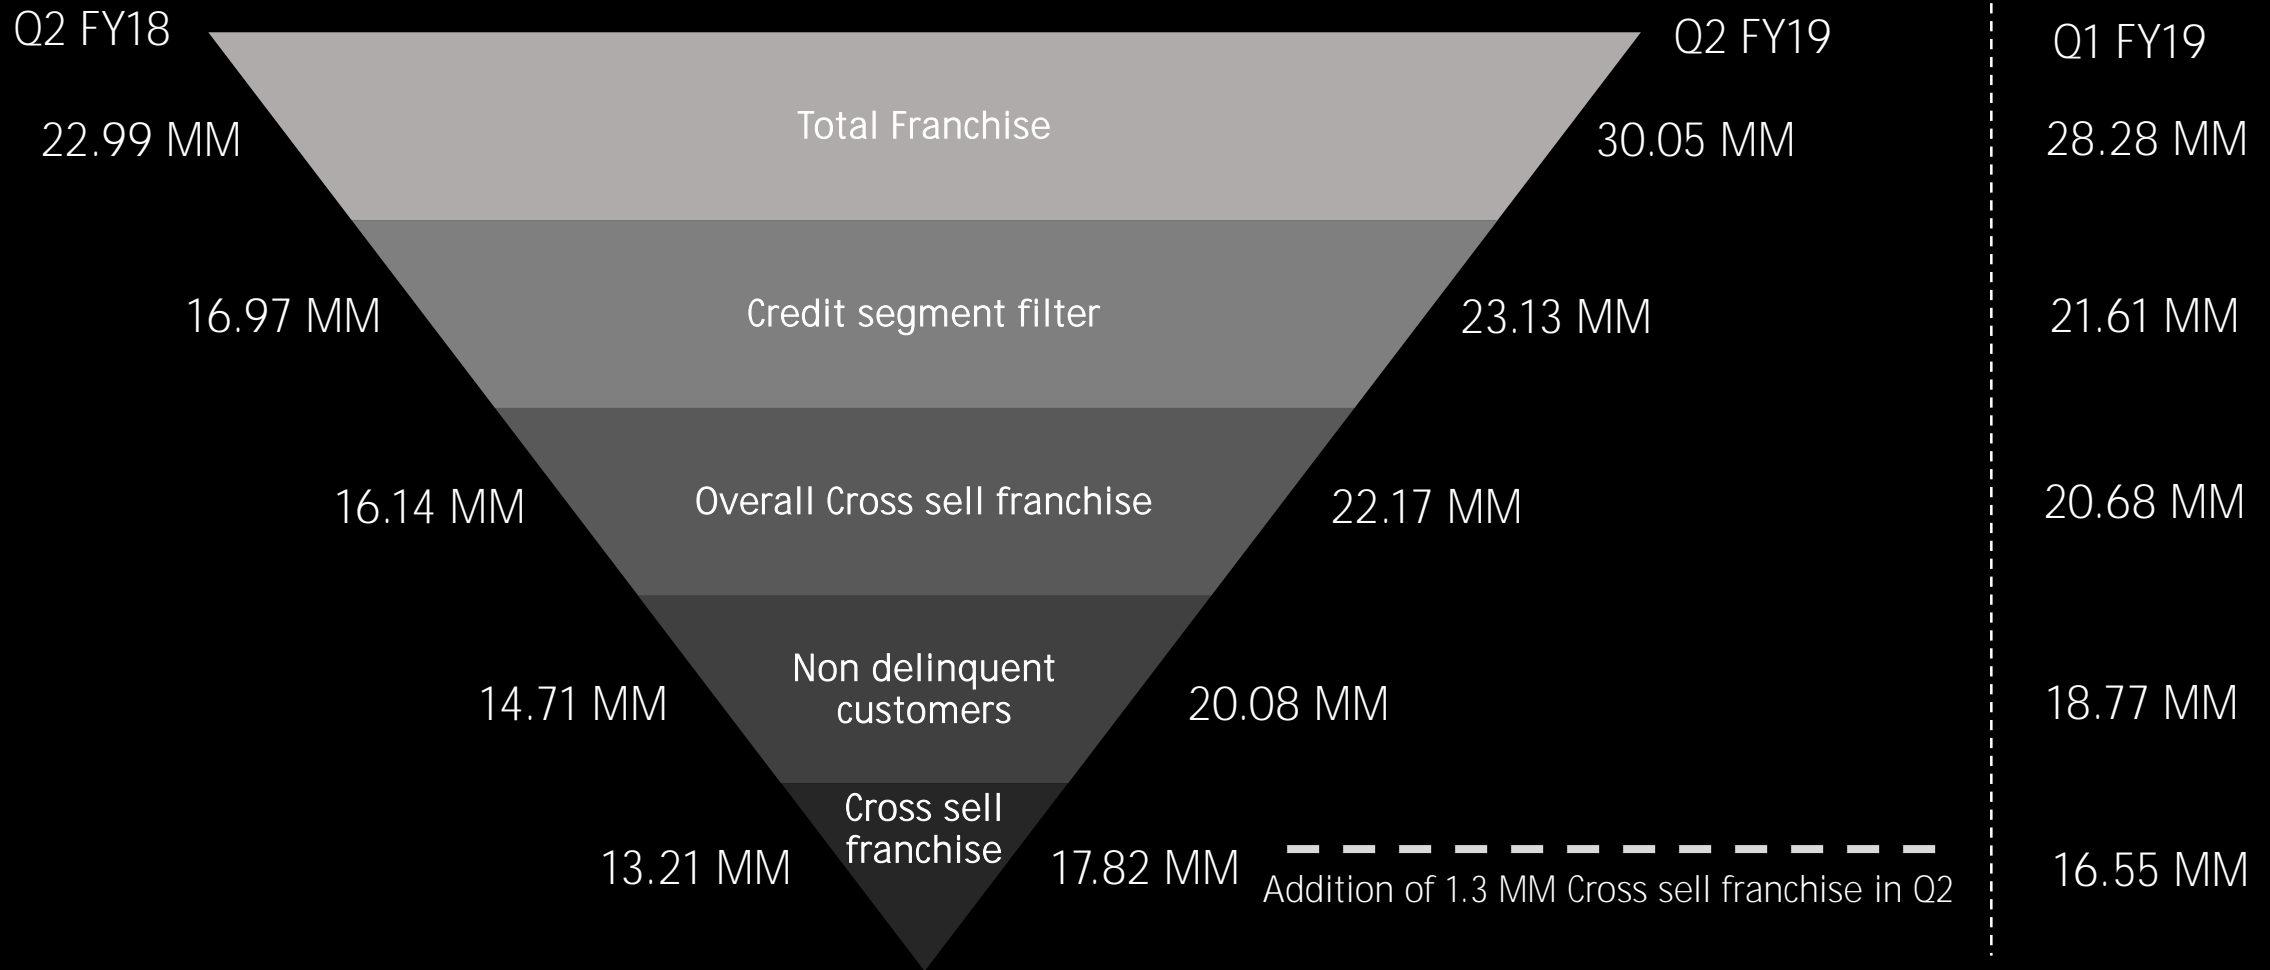 Q2 FY18
Q2 FY19
Q1 FY19
22.99 MM
Total Franchise
30.05 MM
28.28 MM
16.97 MM
Credit segment filter
23.13 MM
21.61 MM
16.14 MM
Overall Cross sell franchise
22.17 MM
20.68 MM
14.71 MM
Non delinquent
customers
20.08 MM
18.77 MM
13.21 MM
Cross sell
franchise
17.82 MM
Addition of 1.3 MM Cross sell franchise in Q2
16.55 MM